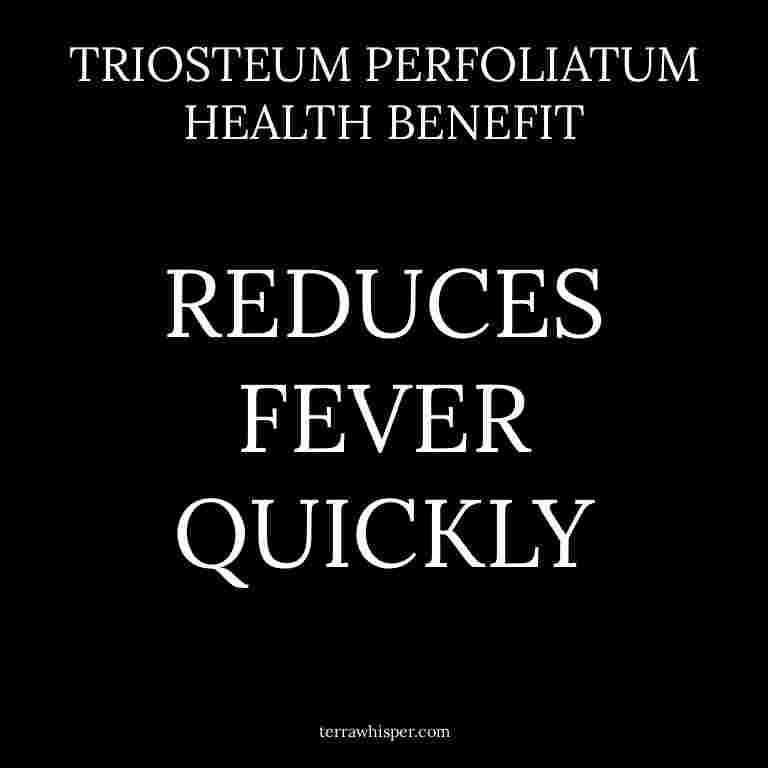 TRIOSTEUM PERFOLIATUM
HEALTH BENEFIT
REDUCES
FEVER
QUICKLY
terrawhisper.com